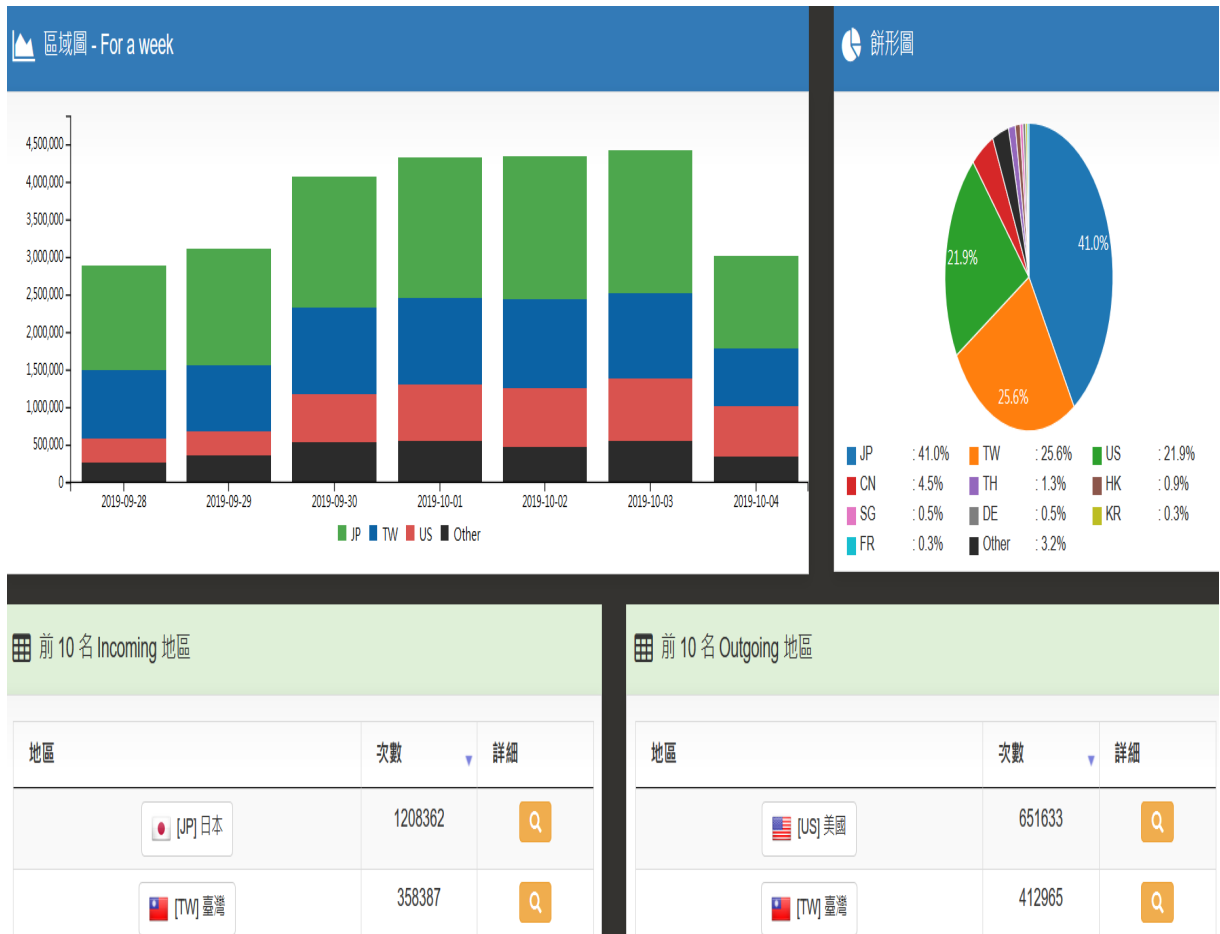 區域圖 - For a week
4,500,000
4,000,000
3,500,000
3,000,000
2,500,000
2,000,000
1,500,000
1,000,000
500,000
0
2019-09-28 2019-09-29 2019-09-30 2019-10-01 2019-10-02 2019-10-03 2019-10-04
JP TW US Other
餅形圖
41.0%
21.9%
25.6%
JP : 41.0% TW : 25.6% US : 21.9%
CN : 4.5% TH : 1.3% HK : 0.9%
SG : 0.5% DE : 0.5% KR : 0.3%
FR : 0.3% Other : 3.2%
前 10 名 Incoming 地區
地區 次數 詳細
[JP] 日本 1208362
[TW] 臺灣 358387
前 10 名 Outgoing 地區
地區 次數 詳細
[US] 美國 651633
[TW] 臺灣 412965